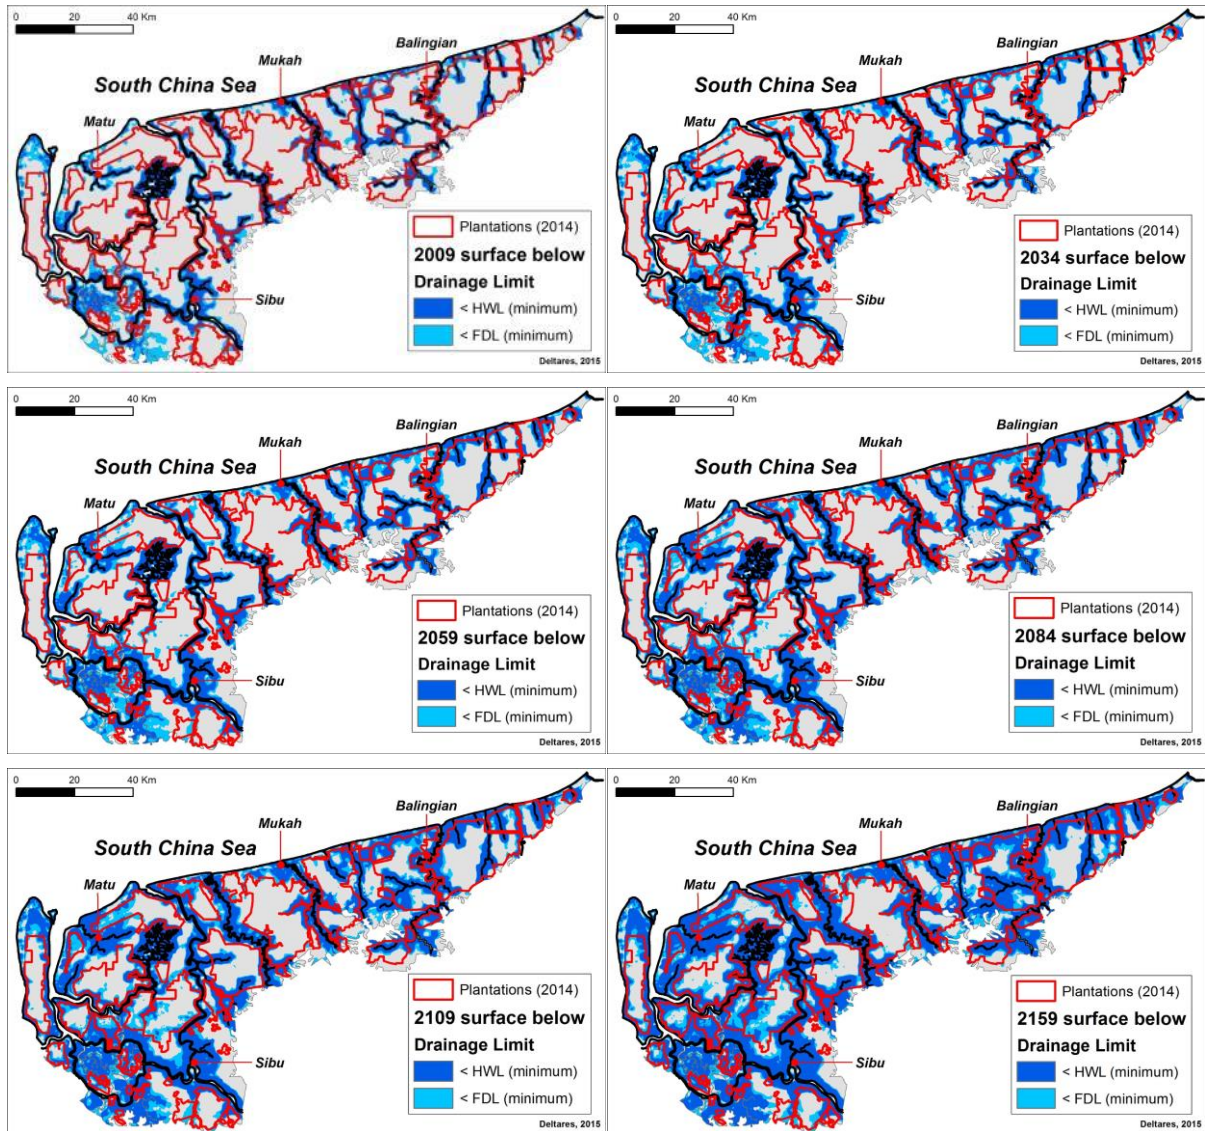 0 20 40 Km
Balingian
Mukah
South China Sea
Matu
Plantations (2014)
2009 surface below
Drainage Limit
< HWL (minimum)
< FDL (minimum)
Sibu
Deltares, 2015
0 20 40 Km
Balingian
Mukah
South China Sea
Matu
Plantations (2014)
2034 surface below
Drainage Limit
< HWL (minimum)
< FDL (minimum)
Sibu
Deltares, 2015
0 20 40 Km
Balingian
Mukah
South China Sea
Matu
Plantations (2014)
2059 surface below
Drainage Limit
< HWL (minimum)
< FDL (minimum)
Sibu
Deltares, 2015
0 20 40 Km
Balingian
Mukah
South China Sea
Matu
Plantations (2014)
2084 surface below
Drainage Limit
< HWL (minimum)
< FDL (minimum)
Sibu
Deltares, 2015
0 20 40 Km
Balingian
Mukah
South China Sea
Matu
Plantations (2014)
2109 surface below
Drainage Limit
< HWL (minimum)
< FDL (minimum)
Sibu
Deltares, 2015
0 20 40 Km
Balingian
Mukah
South China Sea
Matu
Plantations (2014)
2159 surface below
Drainage Limit
< HWL (minimum)
< FDL (minimum)
Sibu
Deltares, 2015